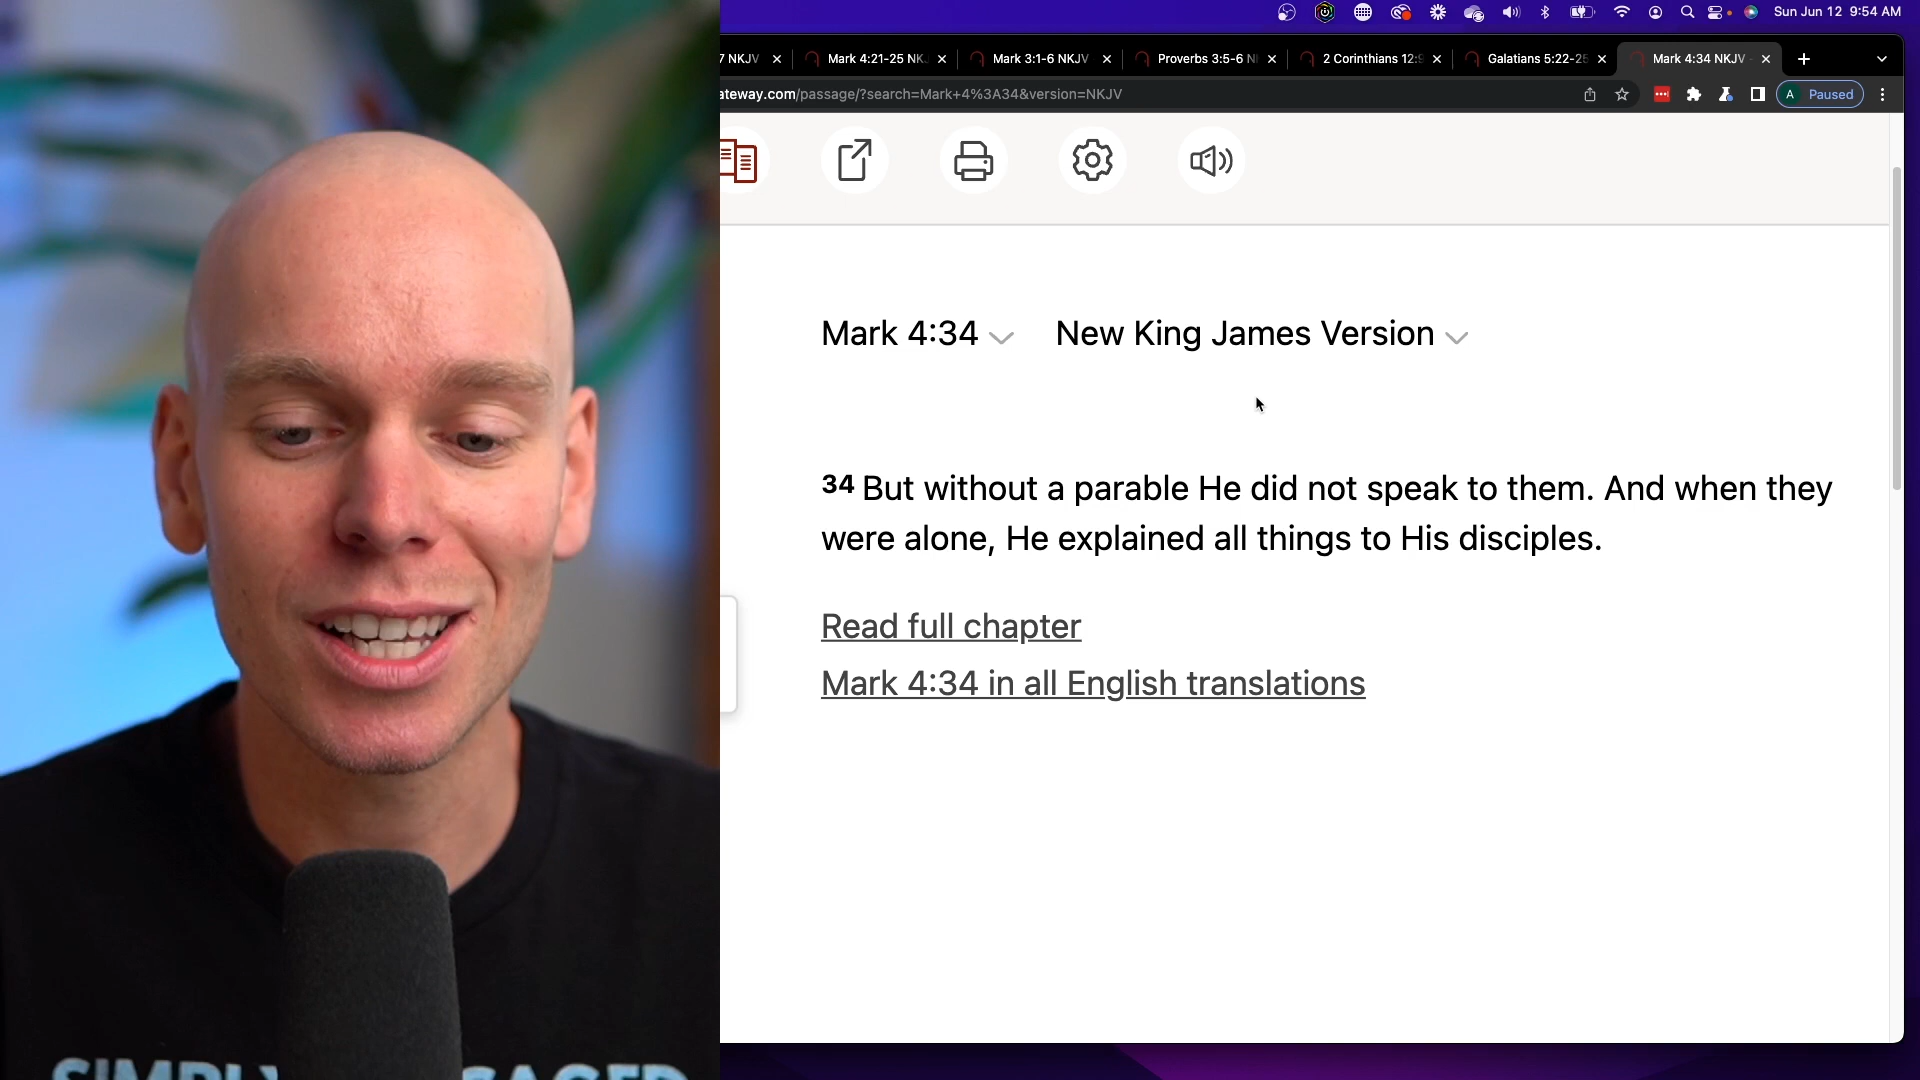 Sun Jun 12 9:54 AM
7 NKJV
Mark 4:21-25 NK
Mark 3:1-6 NKJV
Proverbs 3:5-6 N
2 Corinthians 12:9
Galatians 5:22-25
Mark 4:34 NKJV
ateway.com/passage/?search=Mark+4%3A34&version=NKJV
A Paused
Mark 4:34 New King James Version
34 But without a parable He did not speak to them. And when they
were alone, He explained all things to His disciples.
Read full chapter
Mark 4:34 in all English translations